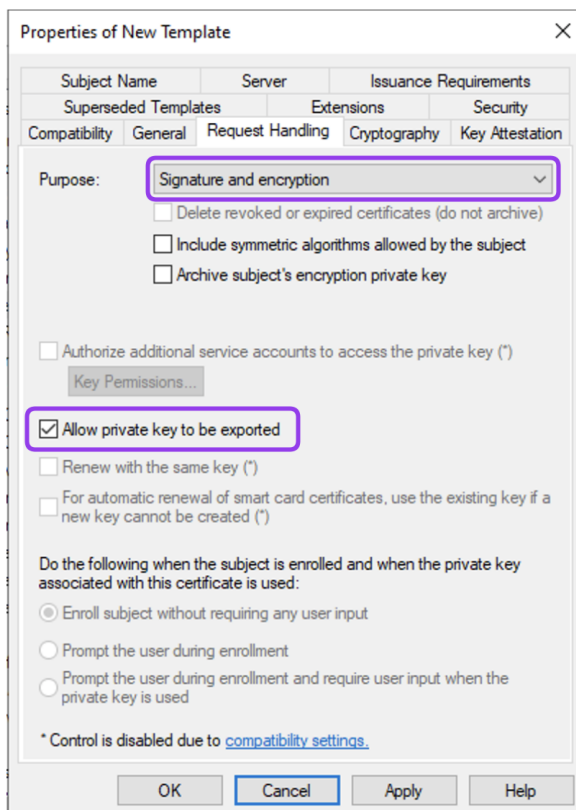 Properties of New Template
Subject Name Server Issuance Requirements
Superseded Templates Extensions Security
Compatibility General Request Handling Cryptography Key Attestation
Purpose: Signature and encryption
Delete revoked or expired certificates (do not archive)
Include symmetric algorithms allowed by the subject
Archive subject's encryption private key
Authorize additional service accounts to access the private key (*)
Key Permissions...
Allow private key to be exported
Renew with the same key (*)
For automatic renewal of smart card certificates, use the existing key if a
new key cannot be created (*)
Do the following when the subject is enrolled and when the private key
associated with this certificate is used:
Enroll subject without requiring any user input
Prompt the user during enrollment
Prompt the user during enrollment and require user input when the
private key is used
* Control is disabled due to compatibility settings.
OK Cancel Apply Help